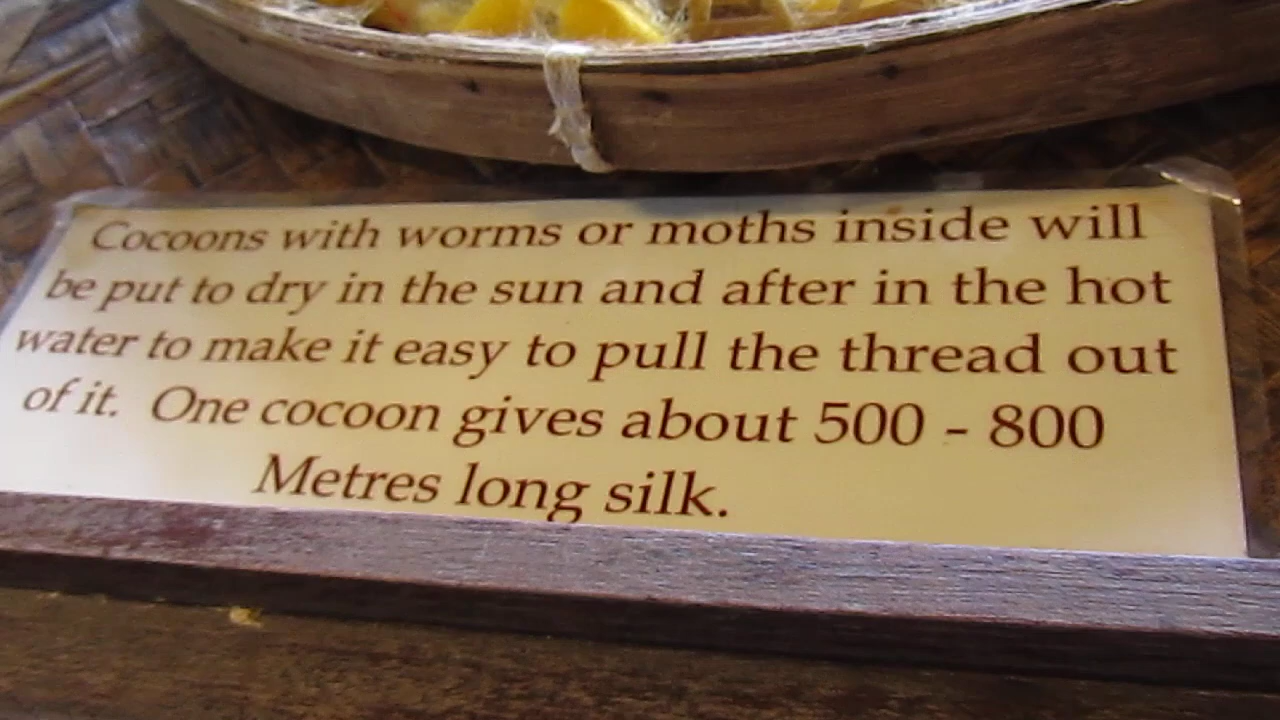 Cocoons with worms or moths inside will
be put to dry in the sun and after in the hot
water to make it easy to pull the thread out
of it. One cocoon gives about 500 - 800
Metres long silk.